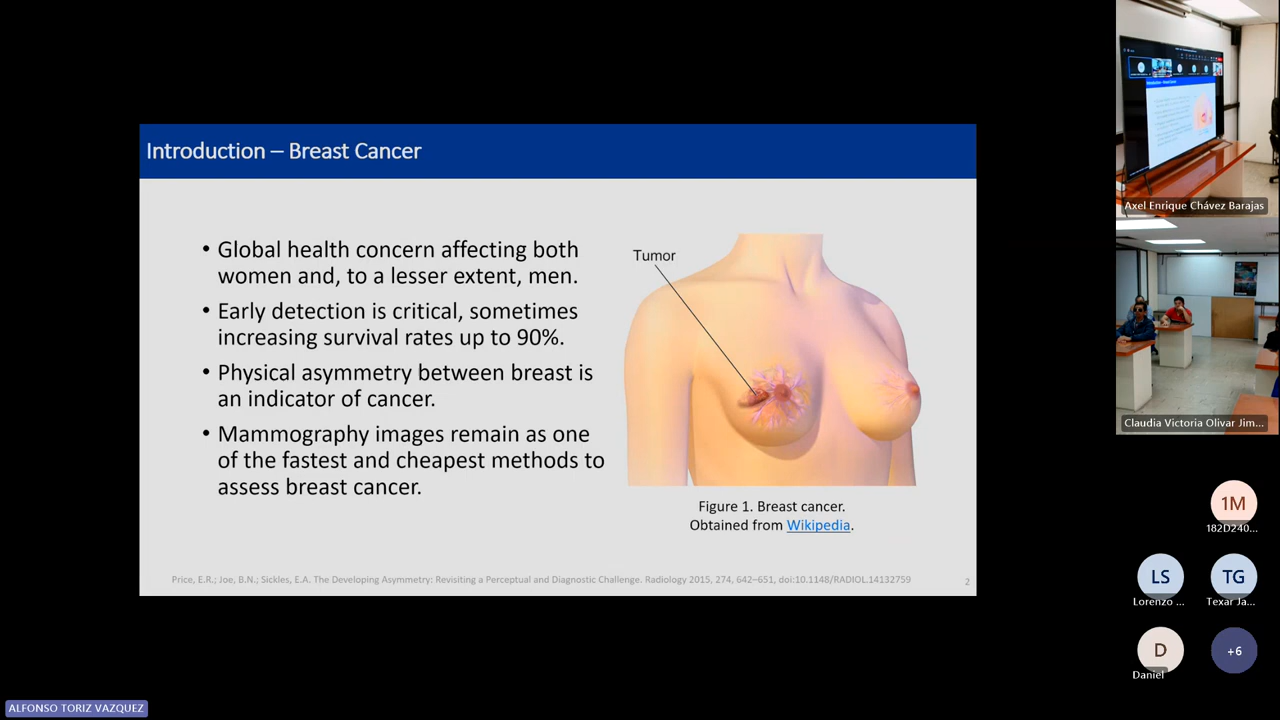 Introduction – Breast Cancer
• Global health concern affecting both
women and, to a lesser extent, men.
• Early detection is critical, sometimes
increasing survival rates up to 90%.
• Physical asymmetry between breast is
an indicator of cancer.
• Mammography images remain as one
of the fastest and cheapest methods to
assess breast cancer.
Tumor
Figure 1. Breast cancer.
Obtained from Wikipedia.
Price, E.R.; Joe, B.N.; Sickles, E.A. The Developing Asymmetry: Revisiting a Perceptual and Diagnostic Challenge. Radiology 2015, 274, 642–651, doi:10.1148/RADIOL.14132759
2
Axel Enrique Chávez Barajas
Claudia Victoria Olivar Jim...
1M
182D240...
LS
Lorenzo ...
TG
Texar Ja...
D
Daniel
+6
ALFONSO TORIZ VAZQUEZ